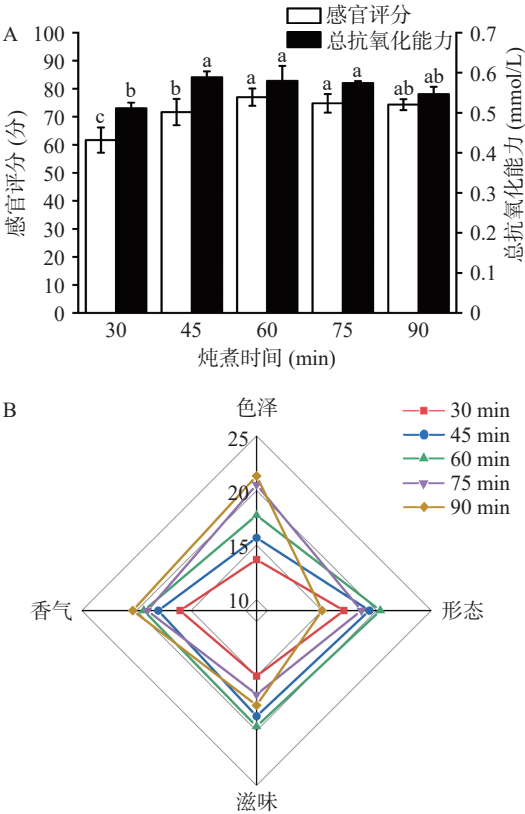 A
感官评分
总抗氧化能力
感官评分 (分)
100
90
80
70
60
50
40
30
20
10
0
c b b a a a a a ab ab
0.7
0.6
0.5
0.4
0.3
0.2
0.1
0
总抗氧化能力 (mmol/L)
30 45 60 75 90
炖煮时间 (min)
B
色泽
25
20
15
10
香气
形态
滋味
30 min
45 min
60 min
75 min
90 min